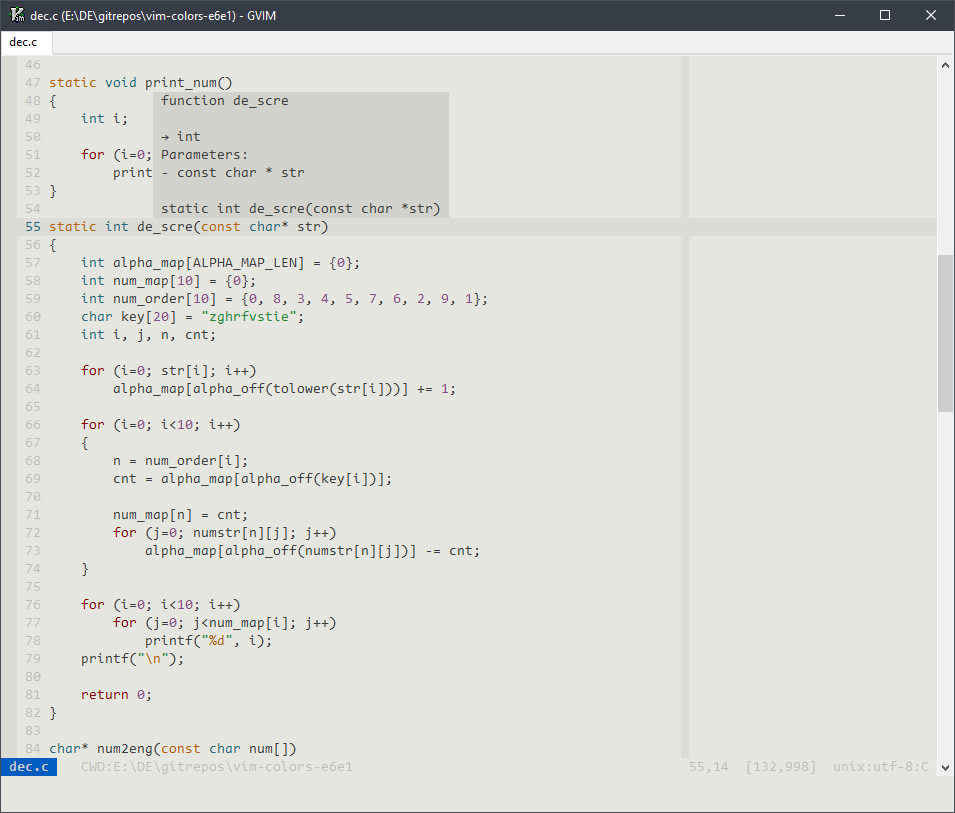 dec.c (E:\DE\gitrepos\vim-colors-e6e1) - GVIM
dec.c
46
47 static void print_num()
48 { function de_scre
49     int i;
50 → int
51     for (i=0; Parameters:
52         print - const char * str
53 }
54 static int de_scre(const char *str)
55 static int de_scre(const char* str)
56 {
57     int alpha_map[ALPHA_MAP_LEN] = {0};
58     int num_map[10] = {0};
59     int num_order[10] = {0, 8, 3, 4, 5, 7, 6, 2, 9, 1};
60     char key[20] = "zghrfvstie";
61     int i, j, n, cnt;
62
63     for (i=0; str[i]; i++)
64         alpha_map[alpha_off(tolower(str[i]))] += 1;
65
66     for (i=0; i<10; i++)
67     {
68         n = num_order[i];
69         cnt = alpha_map[alpha_off(key[i])];
70
71         num_map[n] = cnt;
72         for (j=0; numstr[n][j]; j++)
73             alpha_map[alpha_off(numstr[n][j])] -= cnt;
74     }
75
76     for (i=0; i<10; i++)
77         for (j=0; j<num_map[i]; j++)
78             printf("%d", i);
79     printf("\n");
80
81     return 0;
82 }
83
84 char* num2eng(const char num[])
dec.c CWD:E:\DE\gitrepos\vim-colors-e6e1 55,14 [132,998] unix:utf-8:C